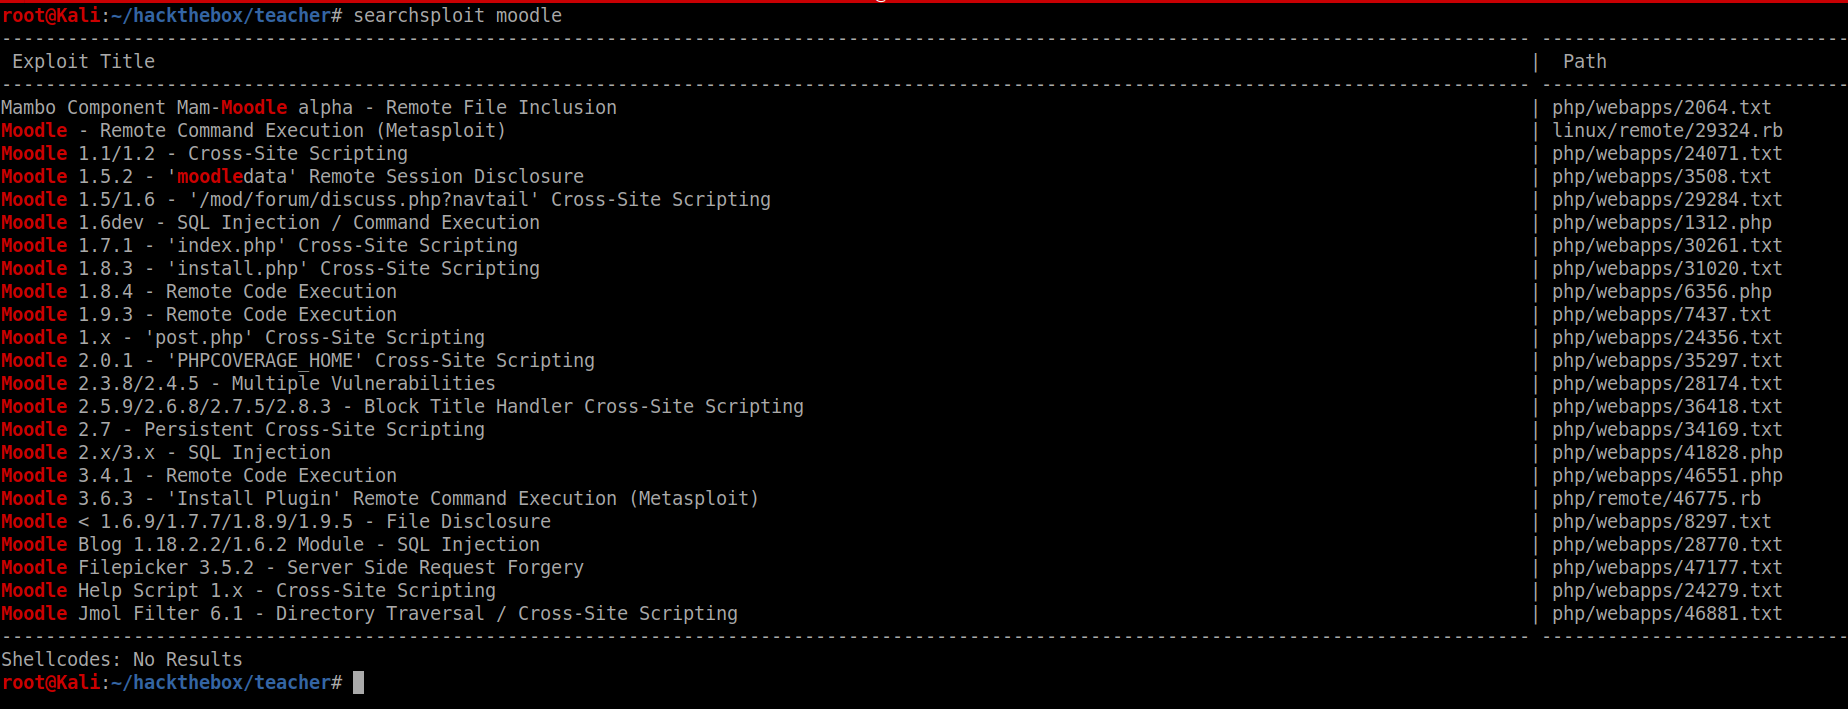 root@Kali:~/hackthebox/teacher# searchsploit moodle
--------------------------------------------------------------------------------------------------------------------------------------------- ----------------------------
 Exploit Title | Path
--------------------------------------------------------------------------------------------------------------------------------------------- ----------------------------
Mambo Component Mam-Moodle alpha - Remote File Inclusion | php/webapps/2064.txt
Moodle - Remote Command Execution (Metasploit) | linux/remote/29324.rb
Moodle 1.1/1.2 - Cross-Site Scripting | php/webapps/24071.txt
Moodle 1.5.2 - 'moodledata' Remote Session Disclosure | php/webapps/3508.txt
Moodle 1.5/1.6 - '/mod/forum/discuss.php?navtail' Cross-Site Scripting | php/webapps/29284.txt
Moodle 1.6dev - SQL Injection / Command Execution | php/webapps/1312.php
Moodle 1.7.1 - 'index.php' Cross-Site Scripting | php/webapps/30261.txt
Moodle 1.8.3 - 'install.php' Cross-Site Scripting | php/webapps/31020.txt
Moodle 1.8.4 - Remote Code Execution | php/webapps/6356.php
Moodle 1.9.3 - Remote Code Execution | php/webapps/7437.txt
Moodle 1.x - 'post.php' Cross-Site Scripting | php/webapps/24356.txt
Moodle 2.0.1 - 'PHPCOVERAGE_HOME' Cross-Site Scripting | php/webapps/35297.txt
Moodle 2.3.8/2.4.5 - Multiple Vulnerabilities | php/webapps/28174.txt
Moodle 2.5.9/2.6.8/2.7.5/2.8.3 - Block Title Handler Cross-Site Scripting | php/webapps/36418.txt
Moodle 2.7 - Persistent Cross-Site Scripting | php/webapps/34169.txt
Moodle 2.x/3.x - SQL Injection | php/webapps/41828.php
Moodle 3.4.1 - Remote Code Execution | php/webapps/46551.php
Moodle 3.6.3 - 'Install Plugin' Remote Command Execution (Metasploit) | php/remote/46775.rb
Moodle < 1.6.9/1.7.7/1.8.9/1.9.5 - File Disclosure | php/webapps/8297.txt
Moodle Blog 1.18.2.2/1.6.2 Module - SQL Injection | php/webapps/28770.txt
Moodle Filepicker 3.5.2 - Server Side Request Forgery | php/webapps/47177.txt
Moodle Help Script 1.x - Cross-Site Scripting | php/webapps/24279.txt
Moodle Jmol Filter 6.1 - Directory Traversal / Cross-Site Scripting | php/webapps/46881.txt
--------------------------------------------------------------------------------------------------------------------------------------------- ----------------------------
Shellcodes: No Results
root@Kali:~/hackthebox/teacher#